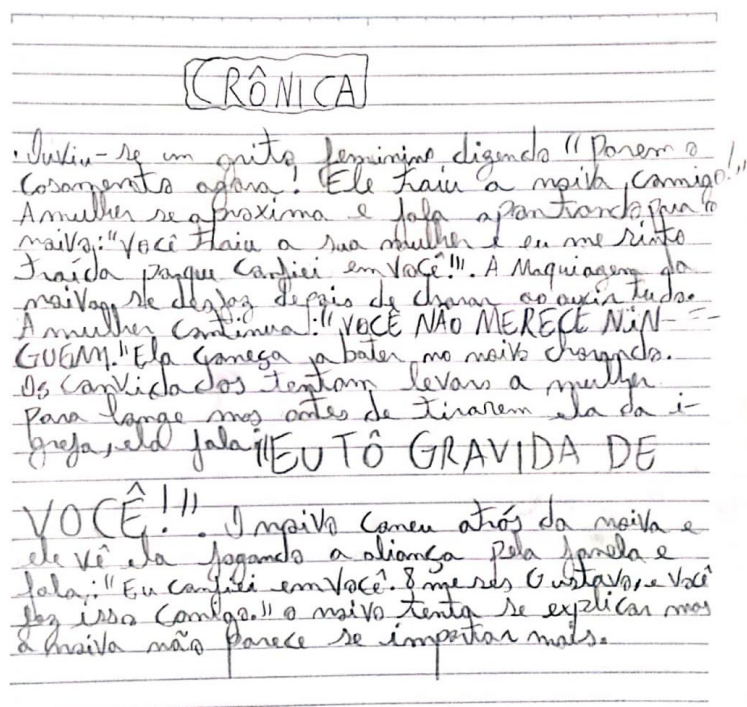 CRÔNICA
. Ouviu-se um grito feminino dizendo "Parem o
Casamento agora! Ele traiu a noiva comigo!"
A mulher se aproxima e fala apontando para o
noivo: "Você traiu a sua mulher e eu me sinto
traída porque confiei em você!!!". A Maquiagem da
noiva se desfaz depois de chorar ao ouvir tudo.
A mulher continua: "VOCÊ NÃO MERECE NIN-
GUEM." Ela começa a bater no noivo chorando.
Os convidados tentam levar a mulher
para longe mas antes de tirarem ela da i-
greja, ela fala: "EU TÔ GRAVIDA DE
VOCÊ!!". O noivo correu atrás da noiva e
ele vê ela jogando a aliança pela janela e
fala: "Eu confiei em você. 8 meses Gustavo, e você
faz isso comigo." o noivo tenta se explicar mas
a noiva não parece se importar mais.